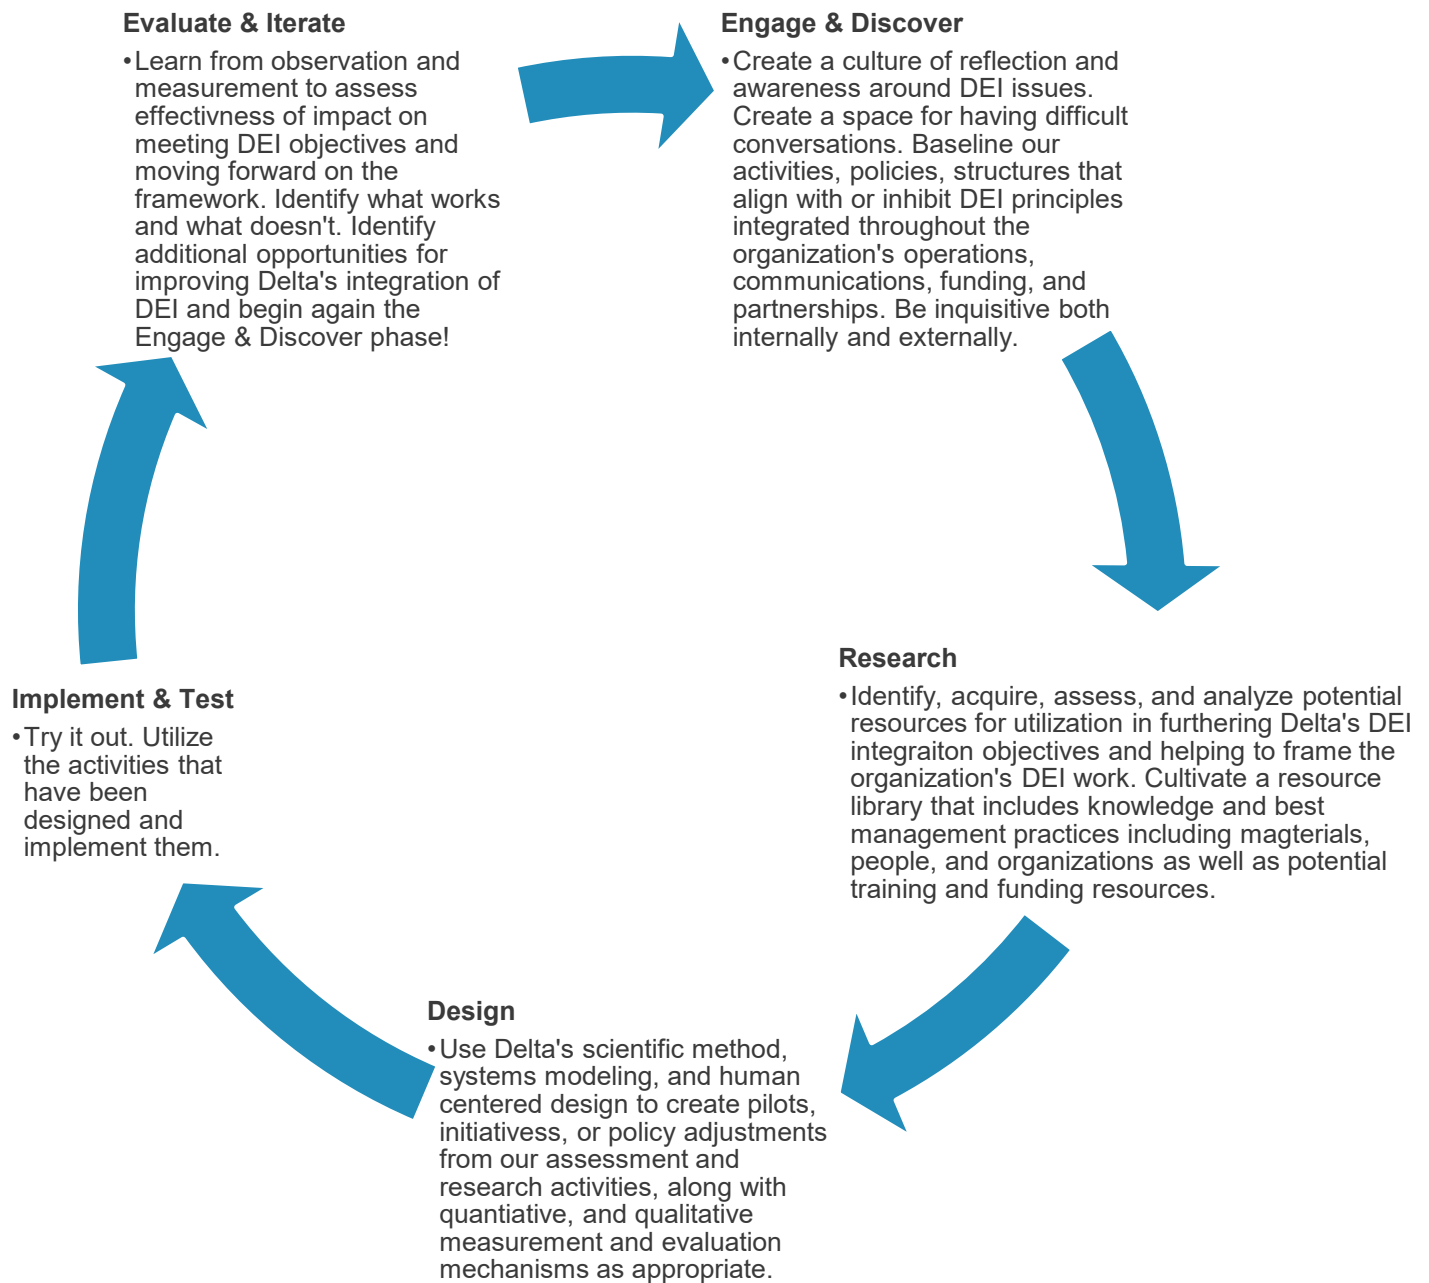 Evaluate & Iterate
•Learn from observation and
measurement to assess
effectivness of impact on
meeting DEI objectives and
moving forward on the
framework. Identify what works
and what doesn't. Identify
additional opportunities for
improving Delta's integration of
DEI and begin again the
Engage & Discover phase!
Engage & Discover
•Create a culture of reflection and
awareness around DEI issues.
Create a space for having difficult
conversations. Baseline our
activities, policies, structures that
align with or inhibit DEI principles
integrated throughout the
organization's operations,
communications, funding, and
partnerships. Be inquisitive both
internally and externally.
Research
•Identify, acquire, assess, and analyze potential
resources for utilization in furthering Delta's DEI
integraiton objectives and helping to frame the
organization's DEI work. Cultivate a resource
library that includes knowledge and best
management practices including magterials,
people, and organizations as well as potential
training and funding resources.
Design
•Use Delta's scientific method,
systems modeling, and human
centered design to create pilots,
initiativess, or policy adjustments
from our assessment and
research activities, along with
quantiative, and qualitative
measurement and evaluation
mechanisms as appropriate.
Implement & Test
•Try it out. Utilize
the activities that
have been
designed and
implement them.